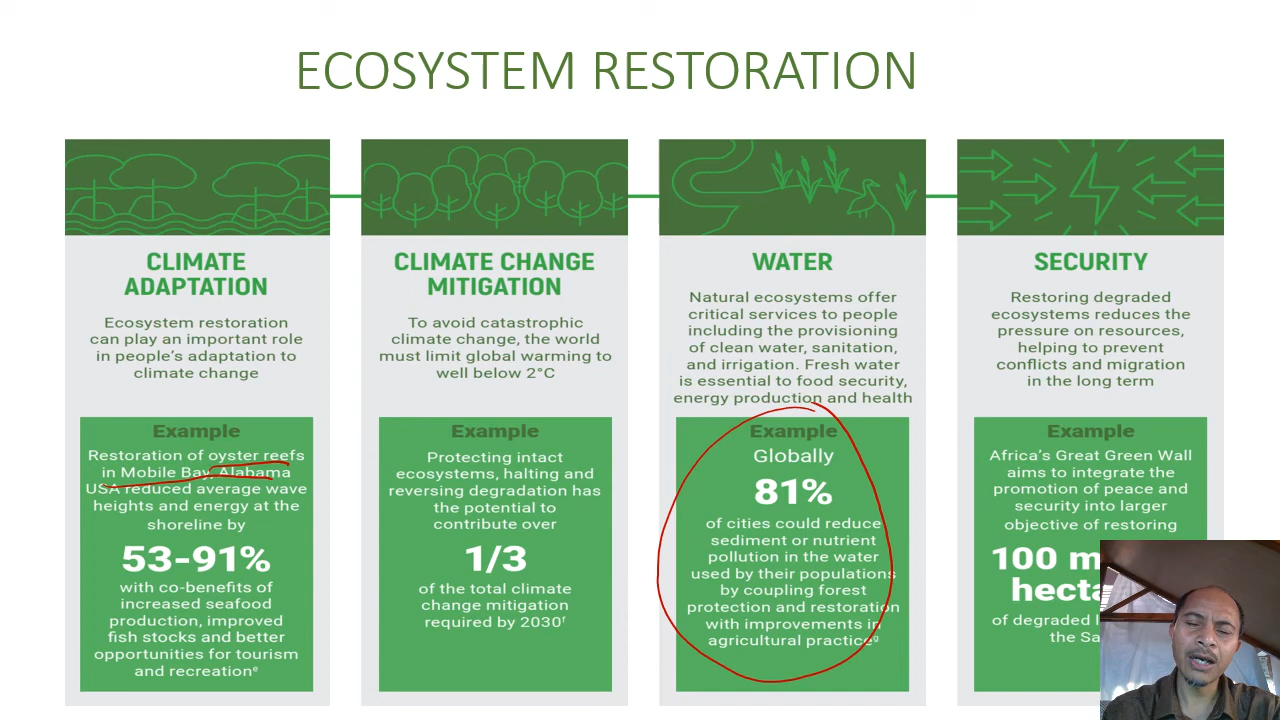 ECOSYSTEM RESTORATION
CLIMATE
ADAPTATION
Ecosystem restoration
can play an important role
in people's adaptation to
climate change
Example
Restoration of oyster reefs
in Mobile Bay, Alabama
USA reduced average wave
heights and energy at the
shoreline by
53-91%
with co-benefits of
increased seafood
production, improved
fish stocks and better
opportunities for tourism
and recreationᵉ
CLIMATE CHANGE
MITIGATION
To avoid catastrophic
climate change, the world
must limit global warming to
well below 2°C
Example
Protecting intact
ecosystems, halting and
reversing degradation has
the potential to
contribute over
1/3
of the total climate
change mitigation
required by 2030ᶠ
WATER
Natural ecosystems offer
critical services to people
including the provisioning
of clean water, sanitation,
and irrigation. Fresh water
is essential to food security,
energy production and health
Example
Globally
81%
of cities could reduce
sediment or nutrient
pollution in the water
used by their populations
by coupling forest
protection and restoration
with improvements in
agricultural practiceᵍ
SECURITY
Restoring degraded
ecosystems reduces the
pressure on resources,
helping to prevent
conflicts and migration
in the long term
Example
Africa's Great Green Wall
aims to integrate the
promotion of peace and
security into larger
objective of restoring
100
of degraded
the